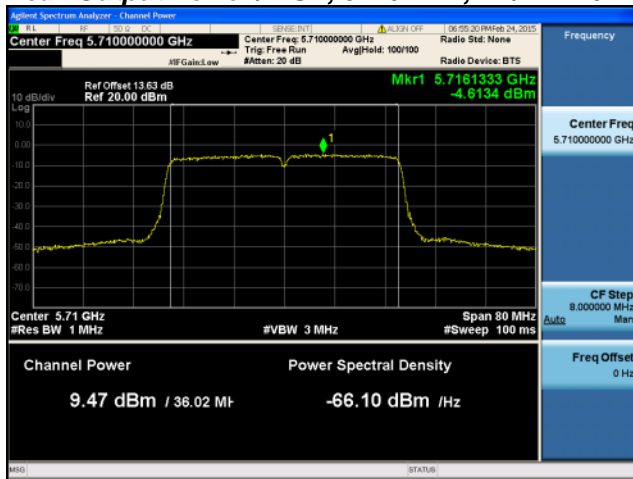 Agilent Spectrum Analyzer - Channel Power
RL RF 50 Ω DC SENSE:INT ALIGN OFF 06:55:20 PM Feb 24, 2015
Center Freq 5.710000000 GHz
Center Freq: 5.710000000 GHz
Radio Std: None
Trig: Free Run Avg|Hold: 100/100
#IFGain:Low #Atten: 20 dB Radio Device: BTS
Mkr1 5.7161333 GHz
-4.6134 dBm
Ref Offset 13.63 dB
10 dB/div Ref 20.00 dBm
Log
10.0
0.00
-10.0
-20.0
-30.0
-40.0
-50.0
-60.0
-70.0
1
Center 5.71 GHz Span 80 MHz
#Res BW 1 MHz #VBW 3 MHz #Sweep 100 ms
Channel Power Power Spectral Density
9.47 dBm / 36.02 MH -66.10 dBm /Hz
MSG STATUS
Frequency
Center Freq
5.710000000 GHz
CF Step
8.000000 MHz
Auto Man
Freq Offset
0 Hz